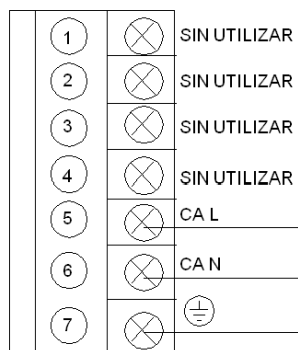 1 SIN UTILIZAR
2 SIN UTILIZAR
3 SIN UTILIZAR
4 SIN UTILIZAR
5 CA L
6 CA N
7